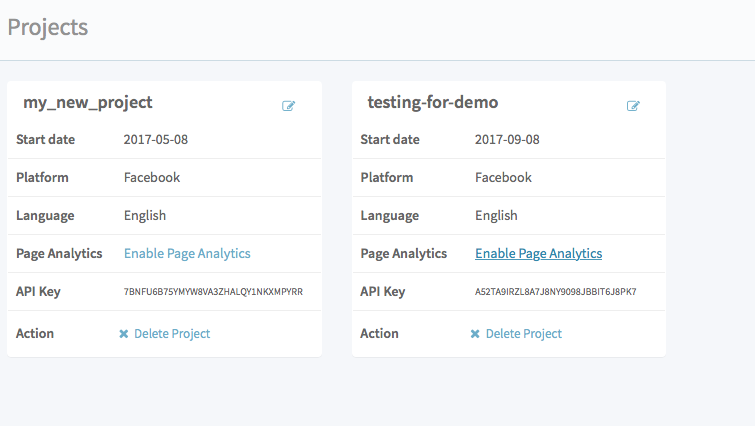 Projects
my_new_project
Start date 2017-05-08
Platform Facebook
Language English
Page Analytics Enable Page Analytics
API Key 7BNFU6B75YMYW8VA3ZHALQY1NKXMPYRR
Action Delete Project
testing-for-demo
Start date 2017-09-08
Platform Facebook
Language English
Page Analytics Enable Page Analytics
API Key A52TA9IRZL8A7J8NY9098JBBIT6J8PK7
Action Delete Project